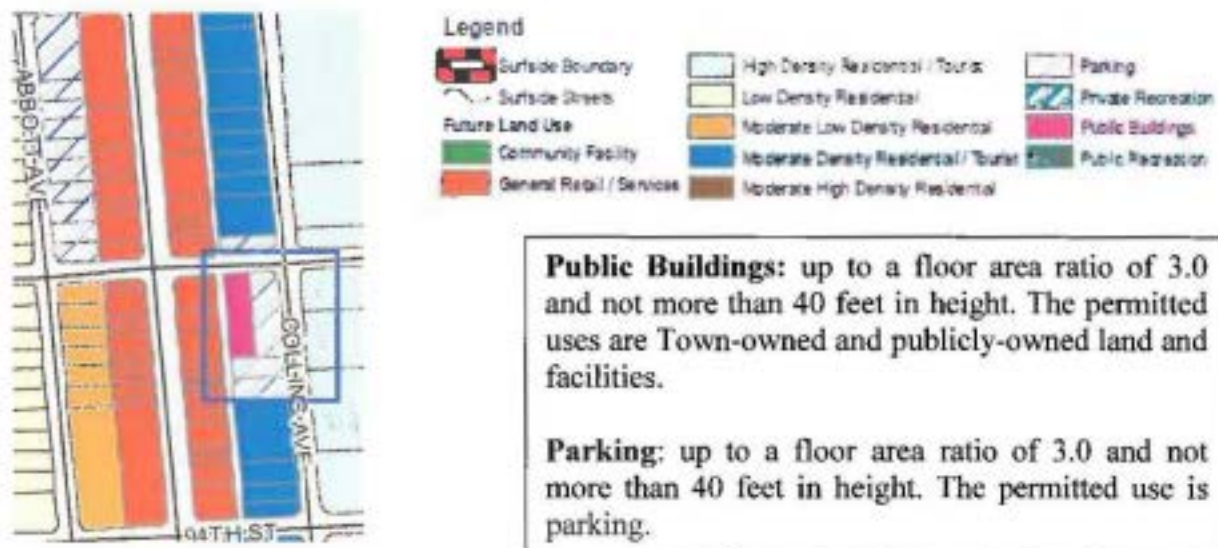 Legend
Surfside Boundary
Surfside Streets
Future Land Use
Community Facility
General Retail / Services
High Density Residential / Tourist
Low Density Residential
Moderate Low Density Residential
Moderate Density Residential / Tourist
Moderate High Density Residential
Parking
Private Recreation
Public Buildings
Public Recreation
ABBOTT AVE
COLLINS AVE
94TH ST
Public Buildings: up to a floor area ratio of 3.0
and not more than 40 feet in height. The permitted
uses are Town-owned and publicly-owned land and
facilities.
Parking: up to a floor area ratio of 3.0 and not
more than 40 feet in height. The permitted use is
parking.